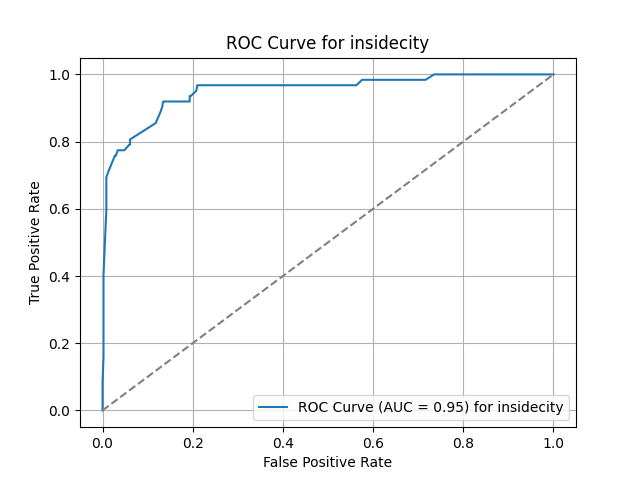 ROC Curve for insidecity
1.0
0.8
0.6
0.4
0.2
0.0
True Positive Rate
ROC Curve (AUC = 0.95) for insidecity
0.0 0.2 0.4 0.6 0.8 1.0
False Positive Rate